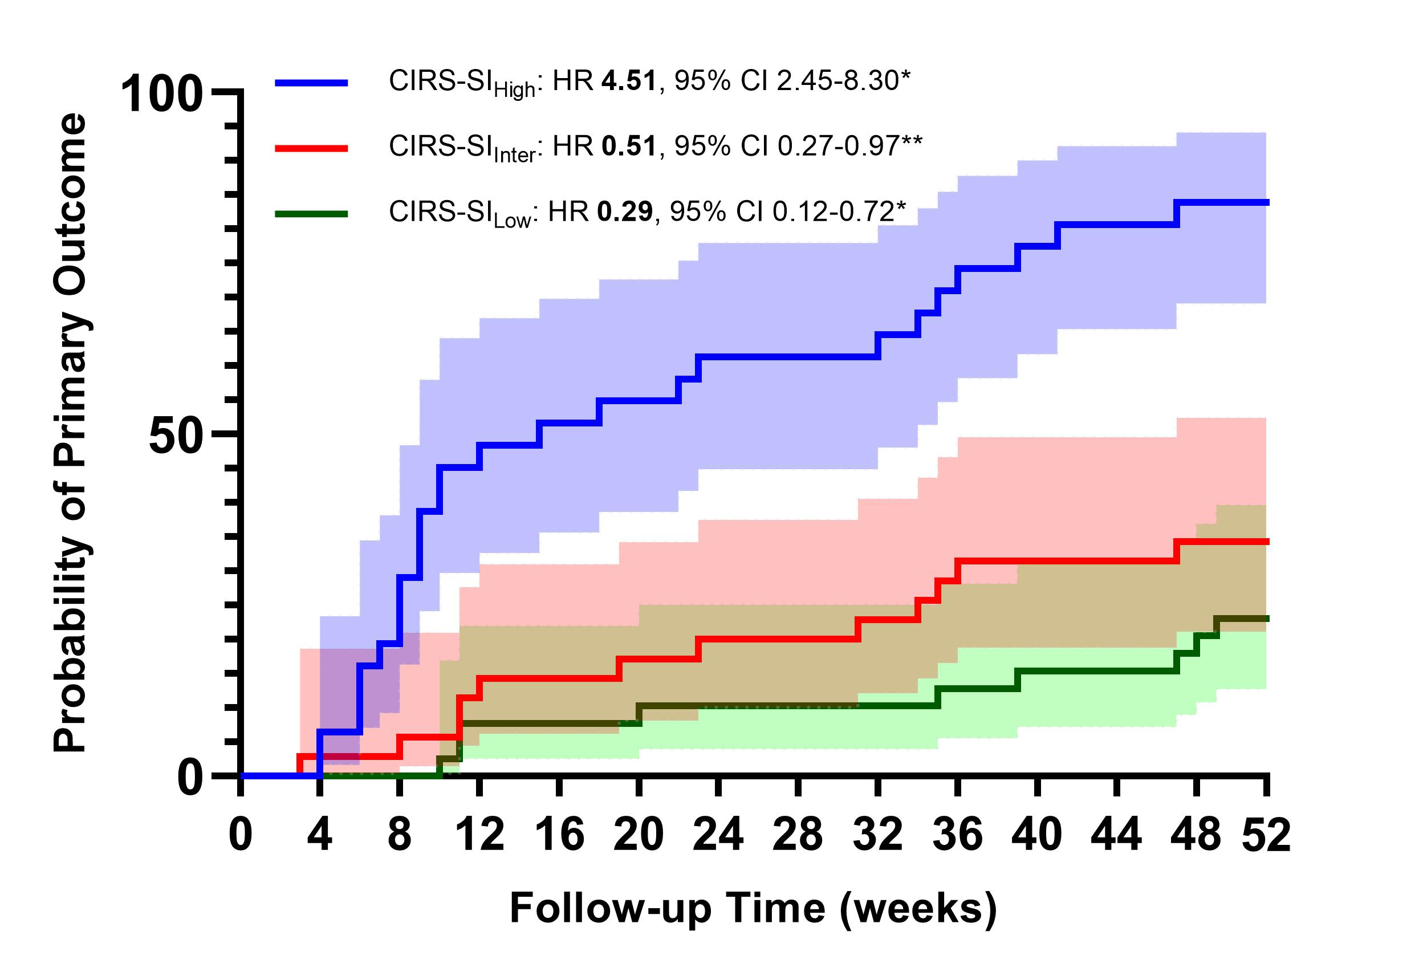 100
CIRS-SIHigh: HR 4.51, 95% CI 2.45-8.30*
CIRS-SIInter: HR 0.51, 95% CI 0.27-0.97**
CIRS-SILow: HR 0.29, 95% CI 0.12-0.72*
Probability of Primary Outcome
50
0
0 4 8 12 16 20 24 28 32 36 40 44 48 52
Follow-up Time (weeks)